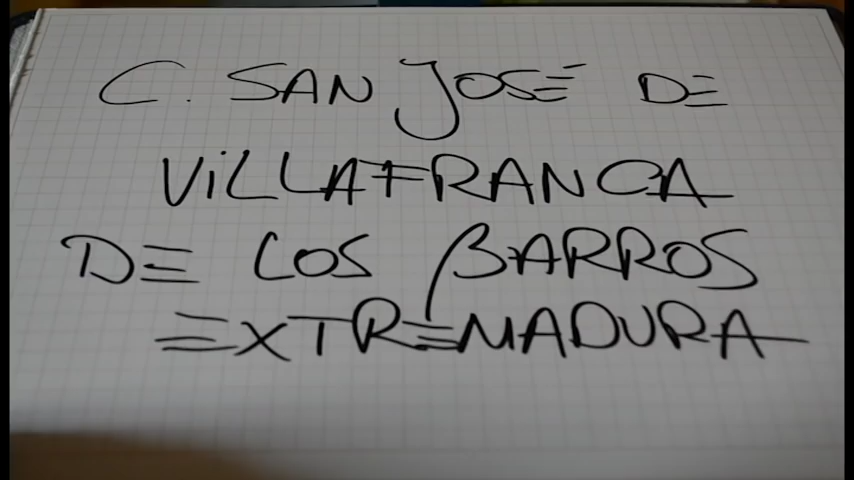 C. SAN JOSÉ DE
VILLAFRANCA
DE LOS BARROS
EXTREMADURA